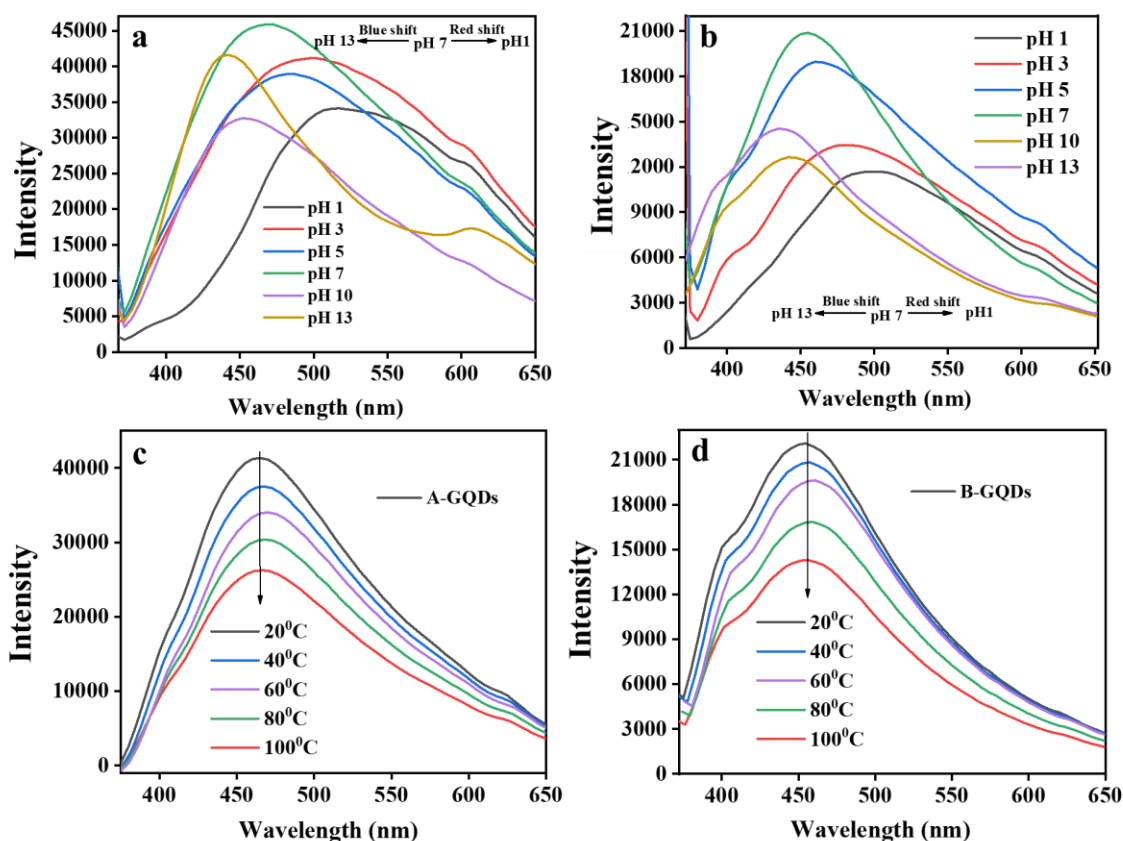 a
Blue shift Red shift
pH 13 pH 7 pH1
45000
40000
35000
30000
25000
20000
15000
10000
5000
0
Intensity
pH 1
pH 3
pH 5
pH 7
pH 10
pH 13
400 450 500 550 600 650
Wavelength (nm)
b
21000
18000
15000
12000
9000
6000
3000
0
Intensity
pH 1
pH 3
pH 5
pH 7
pH 10
pH 13
Blue shift Red shift
pH 13 pH 7 pH1
400 450 500 550 600 650
Wavelength (nm)
c
40000
30000
20000
10000
0
Intensity
A-GQDs
20⁰C
40⁰C
60⁰C
80⁰C
100⁰C
400 450 500 550 600 650
Wavelength (nm)
d
21000
18000
15000
12000
9000
6000
3000
0
Intensity
B-GQDs
20⁰C
40⁰C
60⁰C
80⁰C
100⁰C
400 450 500 550 600 650
Wavelength (nm)